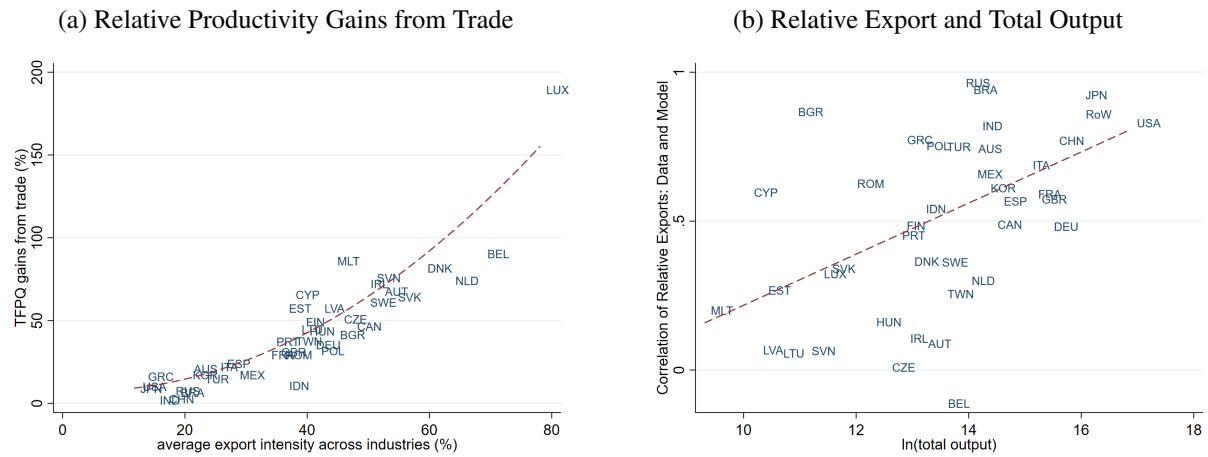 (a) Relative Productivity Gains from Trade
TFPQ gains from trade (%)
200
150
100
50
0
LUX
BEL
MLT
DNK
SVN
NLD
IRL
AUT
CYP
SVK
SWE
EST
LVA
FIN
CZE
CAN
LTU
HUN
BGR
PRT
TWN
DEU
POL
GBR
FRA
ROM
ESP
ITA
AUS
KOR
MEX
GRC
TUR
USA
JPN
IDN
RUS
BRA
CHN
IND
0 20 40 60 80
average export intensity across industries (%)
(b) Relative Export and Total Output
Correlation of Relative Exports: Data and Model
1
.5
0
RUS
BRA
JPN
BGR
RoW
USA
IND
GRC
POL
TUR
AUS
CHN
ITA
MEX
ROM
KOR
CYP
FRA
GBR
ESP
IDN
CAN
FIN
DEU
PRT
DNK
SWE
SVK
LUX
NLD
EST
TWN
MLT
HUN
IRL
AUT
LVA
LTU
SVN
CZE
BEL
10 12 14 16 18
ln(total output)